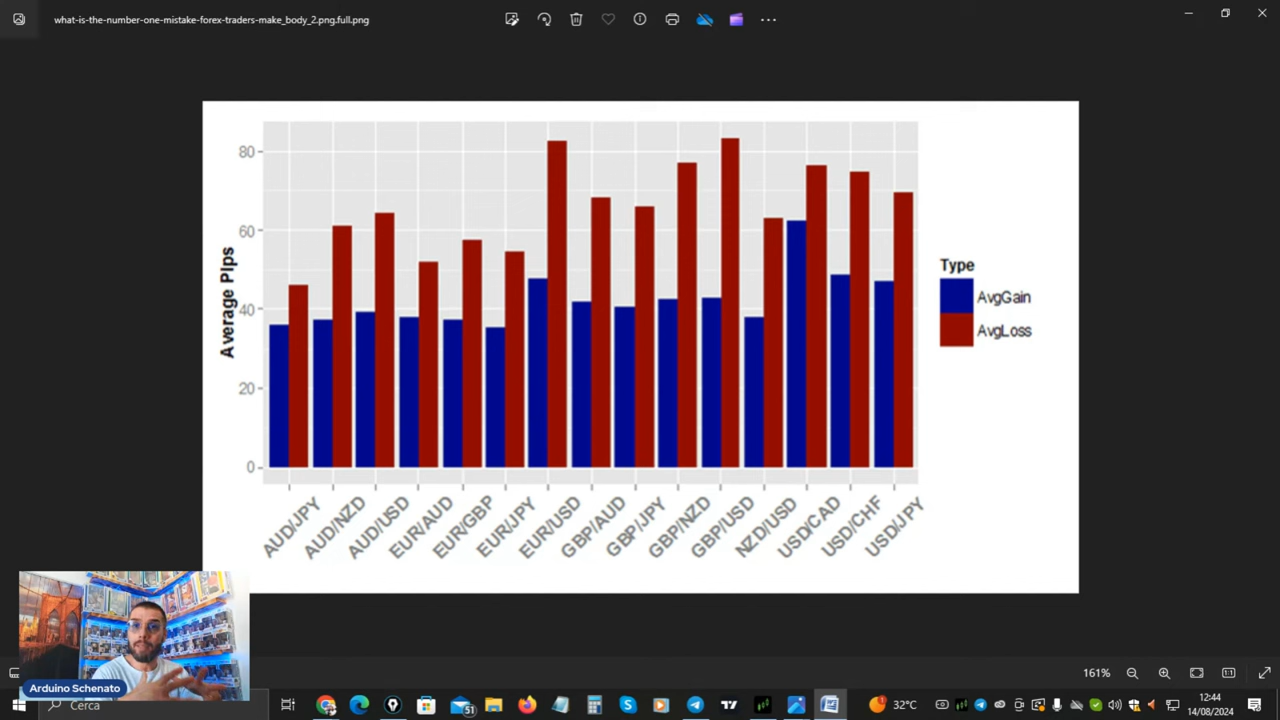 what-is-the-number-one-mistake-forex-traders-make_body_2.png.full.png
80
60
40
20
0
Average PIps
AUD/JPY
AUD/NZD
AUD/USD
EUR/AUD
EUR/GBP
EUR/JPY
EUR/USD
GBP/AUD
GBP/JPY
GBP/NZD
GBP/USD
NZD/USD
USD/CAD
USD/CHF
USD/JPY
Type
AvgGain
AvgLoss
Arduino Schenato
161%
Cerca
51
32°C
12:44
14/08/2024